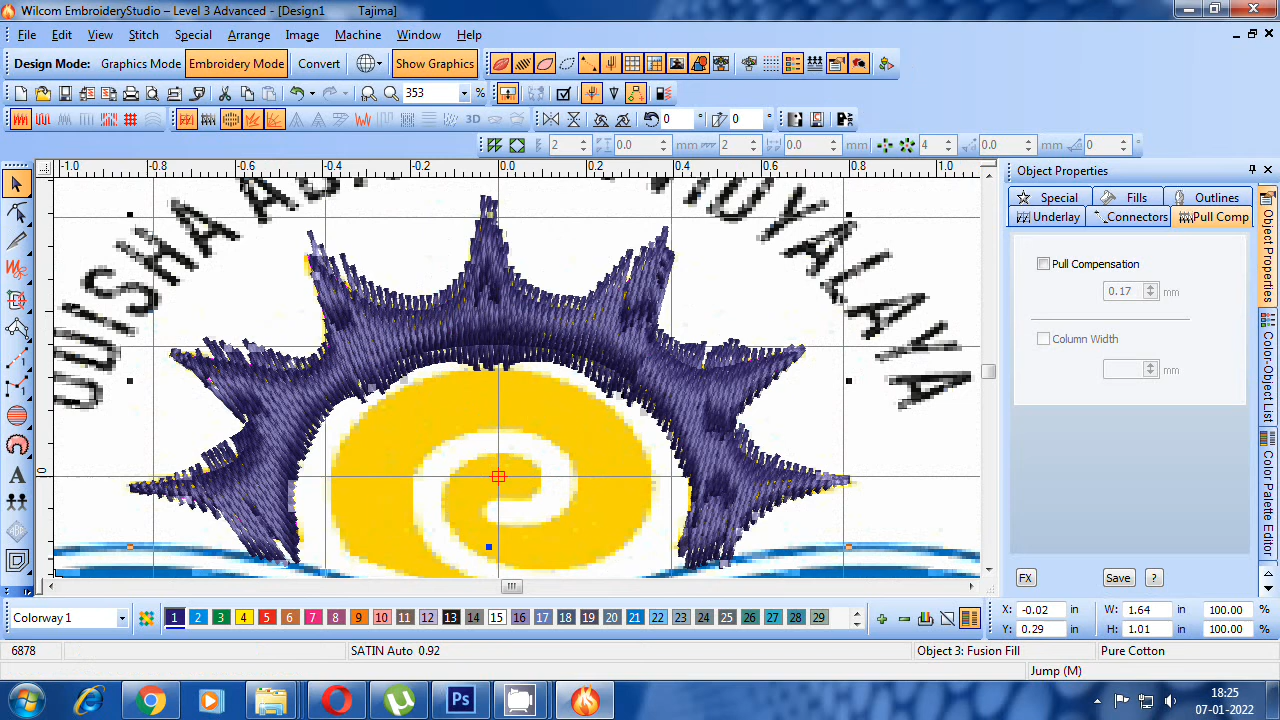 Wilcom EmbroideryStudio – Level 3 Advanced - [Design1 Tajima]
File Edit View Stitch Special Arrange Image Machine Window Help
Design Mode: Graphics Mode Embroidery Mode Convert Show Graphics
353 %
3D 0 ° 0 °
2 0.0 mm 2 0.0 mm 4 0.0 mm 0 °
-1.0 -0.8 -0.6 -0.4 -0.2 0.0 0.2 0.4 0.6 0.8 1.0
Object Properties
Special Fills Outlines
Underlay Connectors Pull Comp
Pull Compensation
0.17 mm
Column Width
mm
FX Save ?
Object Properties
Color-Object List
Color Palette Editor
0
Colorway 1 1 2 3 4 5 6 7 8 9 10 11 12 13 14 15 16 17 18 19 20 21 22 23 24 25 26 27 28 29
X: -0.02 in W: 1.64 in 100.00 %
Y: 0.29 in H: 1.01 in 100.00 %
6878 SATIN Auto 0.92 Object 3: Fusion Fill Pure Cotton
Jump (M)
Ps
18:25
07-01-2022